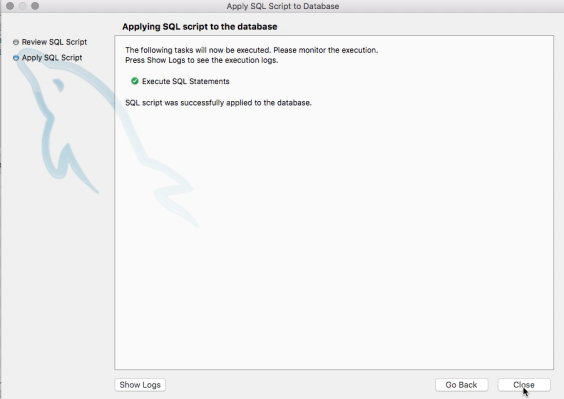 Apply SQL Script to Database
Applying SQL script to the database
Review SQL Script
Apply SQL Script
The following tasks will now be executed. Please monitor the execution.
Press Show Logs to see the execution logs.
Execute SQL Statements
SQL script was successfully applied to the database.
Show Logs
Go Back
Close